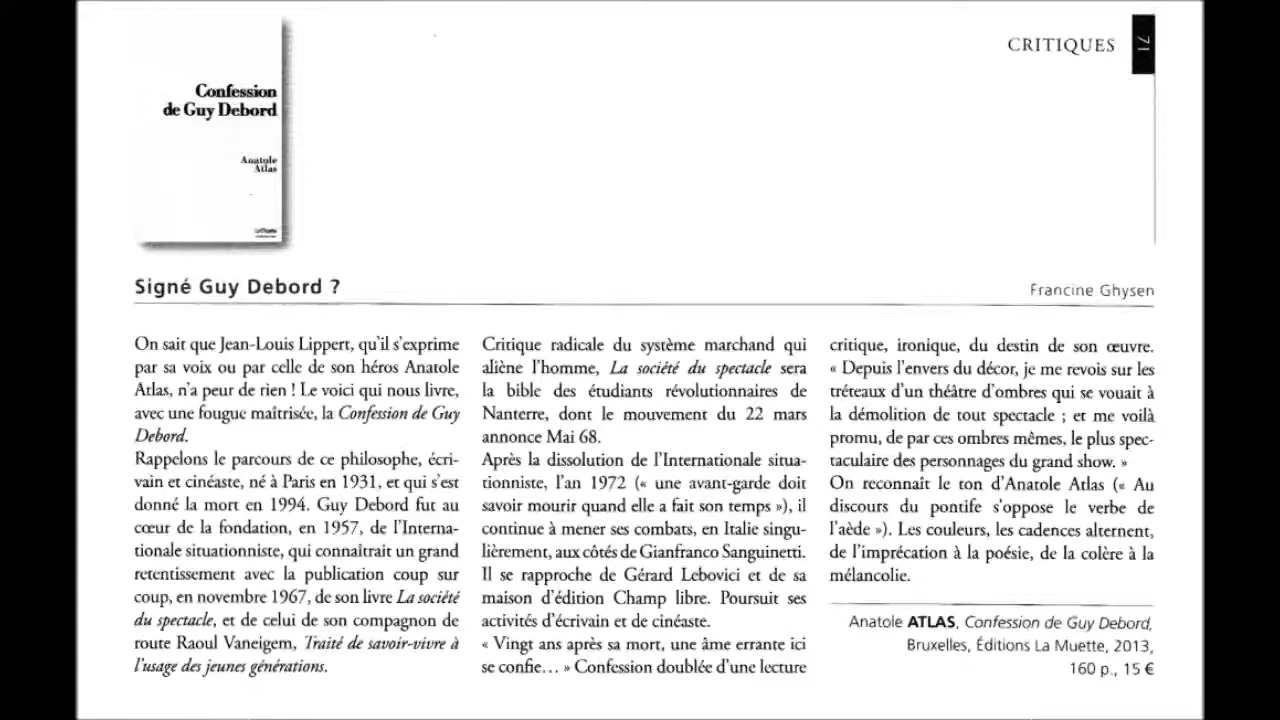 Confession
de Guy Debord
Anatole
Atlas
CRITIQUES
71
Signé Guy Debord ?
Francine Ghysen
On sait que Jean-Louis Lippert, qu'il s'exprime
par sa voix ou par celle de son héros Anatole
Atlas, n'a peur de rien ! Le voici qui nous livre,
avec une fougue maîtrisée, la Confession de Guy
Debord.
Rappelons le parcours de ce philosophe, écri-
vain et cinéaste, né à Paris en 1931, et qui s'est
donné la mort en 1994. Guy Debord fut au
cœur de la fondation, en 1957, de l'Interna-
tionale situationniste, qui connaîtrait un grand
retentissement avec la publication coup sur
coup, en novembre 1967, de son livre La société
du spectacle, et de celui de son compagnon de
route Raoul Vaneigem, Traité de savoir-vivre à
l'usage des jeunes générations.
Critique radicale du système marchand qui
aliène l'homme, La société du spectacle sera
la bible des étudiants révolutionnaires de
Nanterre, dont le mouvement du 22 mars
annonce Mai 68.
Après la dissolution de l'Internationale situa-
tionniste, l'an 1972 (« une avant-garde doit
savoir mourir quand elle a fait son temps »), il
continue à mener ses combats, en Italie singu-
lièrement, aux côtés de Gianfranco Sanguinetti.
Il se rapproche de Gérard Lebovici et de sa
maison d'édition Champ libre. Poursuit ses
activités d'écrivain et de cinéaste.
« Vingt ans après sa mort, une âme errante ici
se confie… » Confession doublée d'une lecture
critique, ironique, du destin de son œuvre.
« Depuis l'envers du décor, je me revois sur les
tréteaux d'un théâtre d'ombres qui se vouait à
la démolition de tout spectacle ; et me voilà
promu, de par ces ombres mêmes, le plus spec-
taculaire des personnages du grand show. »
On reconnaît le ton d'Anatole Atlas (« Au
discours du pontife s'oppose le verbe de
l'aède »). Les couleurs, les cadences alternent,
de l'imprécation à la poésie, de la colère à la
mélancolie.
Anatole ATLAS, Confession de Guy Debord,
Bruxelles, Éditions La Muette, 2013,
160 p., 15 €